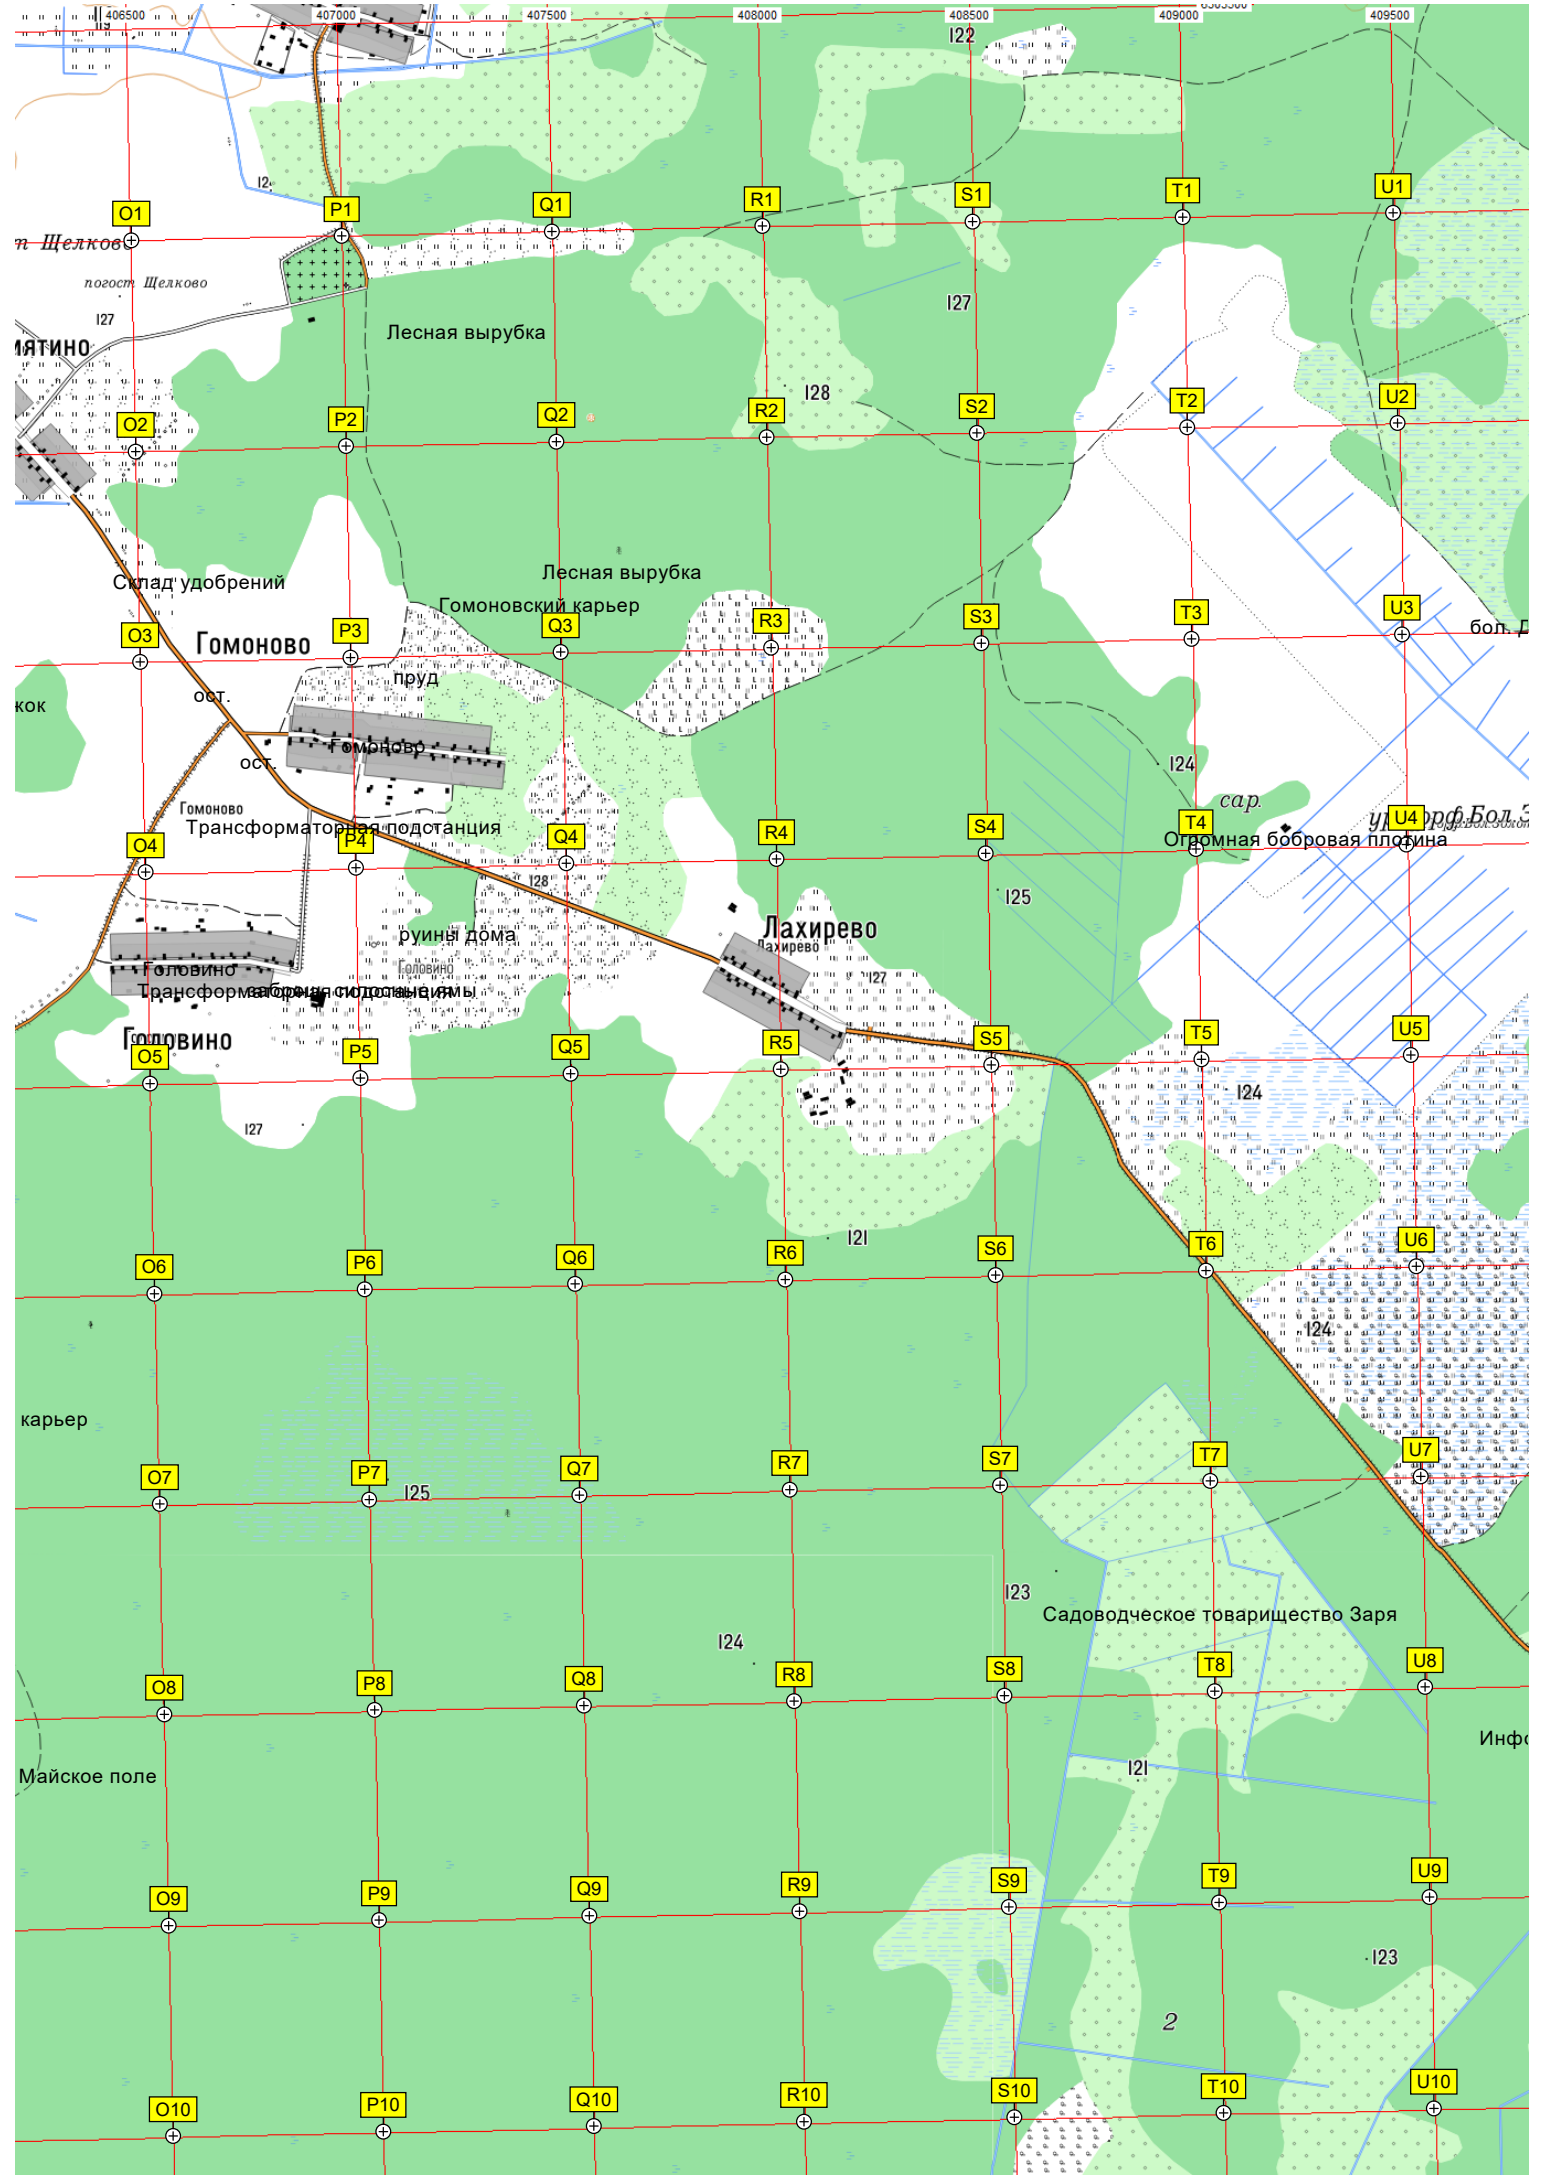 406500 407000 407500 408000 408500 409000 409500
122
O1 P1 Q1 R1 S1 T1 U1
погост Щелково
127
127
Лесная вырубка
128
O2 P2 Q2 R2 S2 T2 U2
Лесная вырубка
Склад удобрений
Гомоновский карьер
O3 P3 Q3 R3 S3 T3 U3
Гомоново
бол.
пруд
ост.
Гомоново
ост.
124
Гомоново
сар.
Трансформаторная подстанция
O4 P4 Q4 R4 S4 T4 U4
Огромная бобровая плотина
128
125
Лахирево
Лахирево
руины дома
Головино
Головино
127
Трансформаторная подстанция
Головино
O5 P5 Q5 R5 S5 T5 U5
124
127
121
O6 P6 Q6 R6 S6 T6 U6
124
карьер
O7 P7 Q7 R7 S7 T7 U7
125
123
Садоводческое товарищество Заря
124
O8 P8 Q8 R8 S8 T8 U8
121
Майское поле
O9 P9 Q9 R9 S9 T9 U9
123
2
O10 P10 Q10 R10 S10 T10 U10